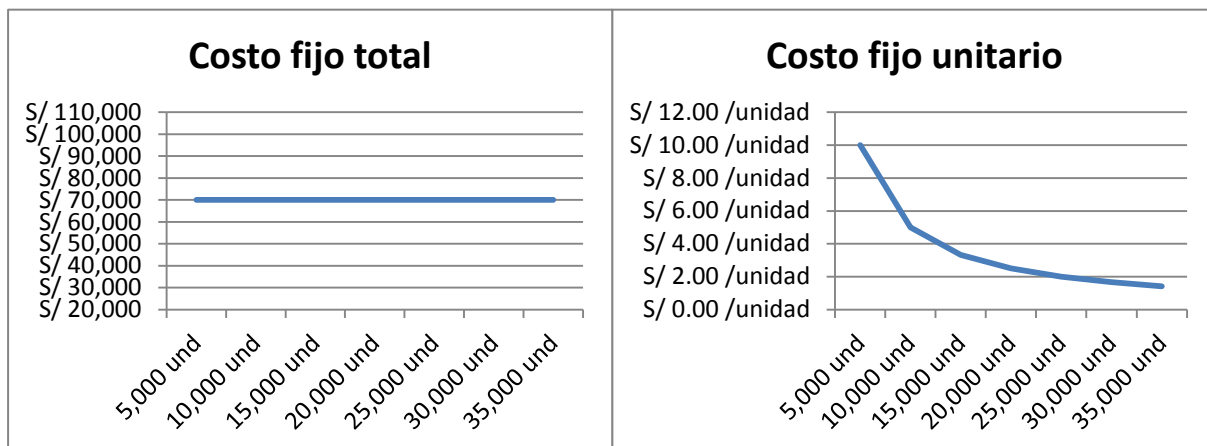 Costo fijo total
S/ 110,000
S/ 100,000
S/ 90,000
S/ 80,000
S/ 70,000
S/ 60,000
S/ 50,000
S/ 40,000
S/ 30,000
S/ 20,000
5,000 und
10,000 und
15,000 und
20,000 und
25,000 und
30,000 und
35,000 und
Costo fijo unitario
S/ 12.00 /unidad
S/ 10.00 /unidad
S/ 8.00 /unidad
S/ 6.00 /unidad
S/ 4.00 /unidad
S/ 2.00 /unidad
S/ 0.00 /unidad
5,000 und
10,000 und
15,000 und
20,000 und
25,000 und
30,000 und
35,000 und